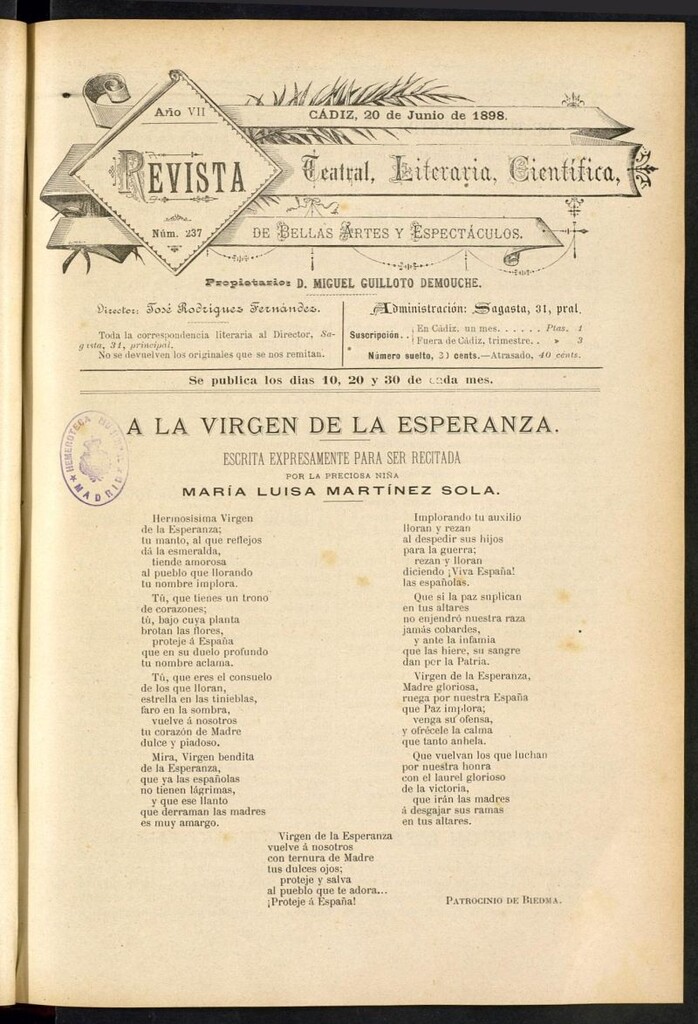 Año VII
CÁDIZ, 20 de Junio de 1898.
REVISTA
Teatral, Literaria, Científica,
Núm. 237
DE BELLAS ARTES Y ESPECTÁCULOS.
Propietario: D. MIGUEL GUILLOTO DEMOUCHE.
Director: José Rodríguez Fernández.
Toda la correspondencia literaria al Director, Sa-
gasta, 31, principal.
No se devuelven los originales que se nos remitan.
Administración: Sagasta, 31, pral.
Suscripción..
En Cádiz. un mes. . . . . . Ptas. 1
Fuera de Cádiz, trimestre. . » 3
Número suelto, 20 cents.—Atrasado, 40 cents.
Se publica los dias 10, 20 y 30 de cada mes.
HEMEROTECA MADRID
A LA VIRGEN DE LA ESPERANZA.
ESCRITA EXPRESAMENTE PARA SER RECITADA
POR LA PRECIOSA NIÑA
MARÍA LUISA MARTÍNEZ SOLA.
Hermosísima Virgen
de la Esperanza;
tu manto, al que reflejos
dá la esmeralda,
tiende amorosa
al pueblo que llorando
tu nombre implora.
Tú, que tienes un trono
de corazones;
tú, bajo cuya planta
brotan las flores,
proteje á España
que en su duelo profundo
tu nombre aclama.
Tú, que eres el consuelo
de los que lloran,
estrella en las tinieblas,
faro en la sombra,
vuelve á nosotros
tu corazón de Madre
dulce y piadoso.
Mira, Virgen bendita
de la Esperanza,
que ya las españolas
no tienen lágrimas,
y que ese llanto
que derraman las madres
es muy amargo.
Implorando tu auxilio
lloran y rezan
al despedir sus hijos
para la guerra;
rezan y lloran
diciendo ¡Viva España!
las españolas.
Que si la paz suplican
en tus altares
no enjendró nuestra raza
jamás cobardes,
y ante la infamia
que las hiere, su sangre
dan por la Patria.
Virgen de la Esperanza,
Madre gloriosa,
ruega por nuestra España
que Paz implora;
venga su ofensa,
y ofrécele la calma
que tanto anhela.
Que vuelvan los que luchan
por nuestra honra
con el laurel glorioso
de la victoria,
que irán las madres
á desgajar sus ramas
en tus altares.
Virgen de la Esperanza
vuelve á nosotros
con ternura de Madre
tus dulces ojos;
proteje y salva
al pueblo que te adora...
¡Proteje á España!
PATROCINIO DE BIEDMA.